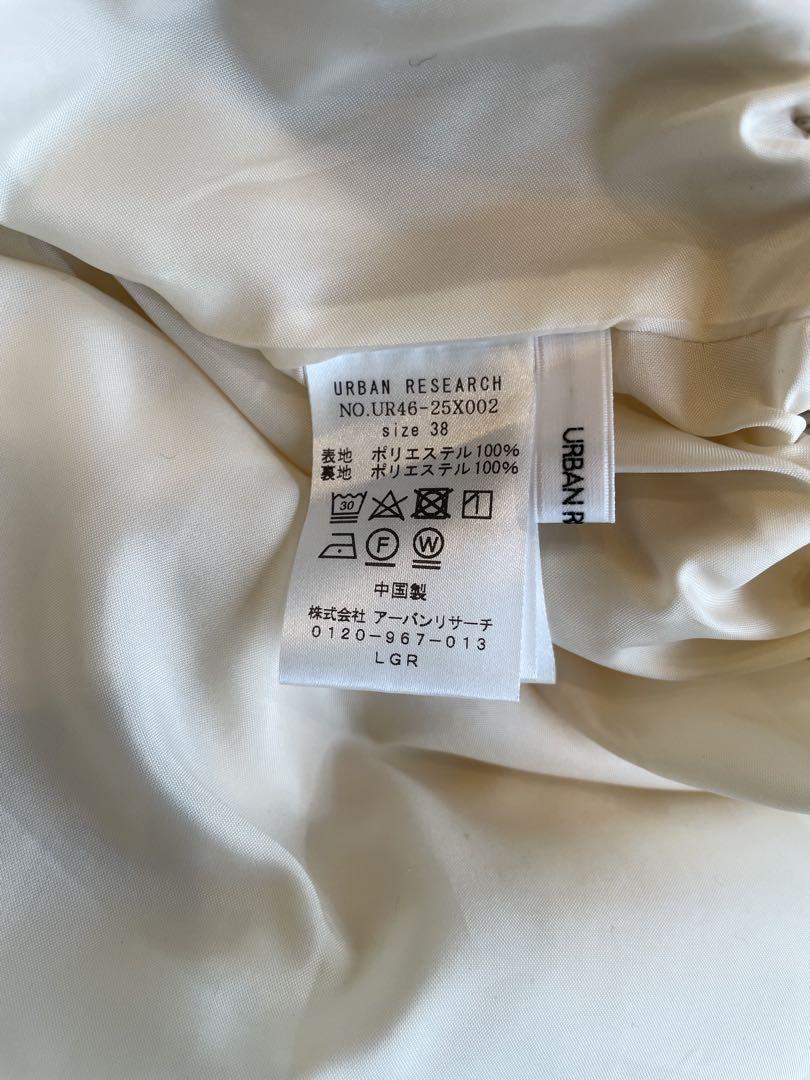 URBAN RESEARCH
NO.UR46-25X002
size 38
表地 ポリエステル100%
裏地 ポリエステル100%
30
F W
中国製
株式会社 アーバンリサーチ
0120-967-013
LGR
URBAN R